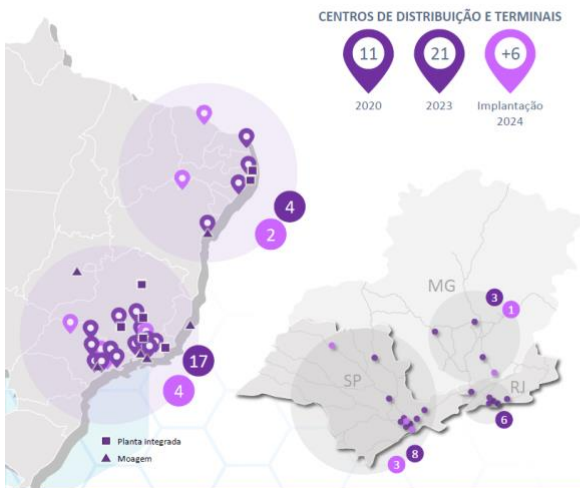 CENTROS DE DISTRIBUIÇÃO E TERMINAIS
11
21
+6
2020
2023
Implantação
2024
4
2
17
4
Planta integrada
Moagem
MG
3
1
SP
RJ
6
8
3